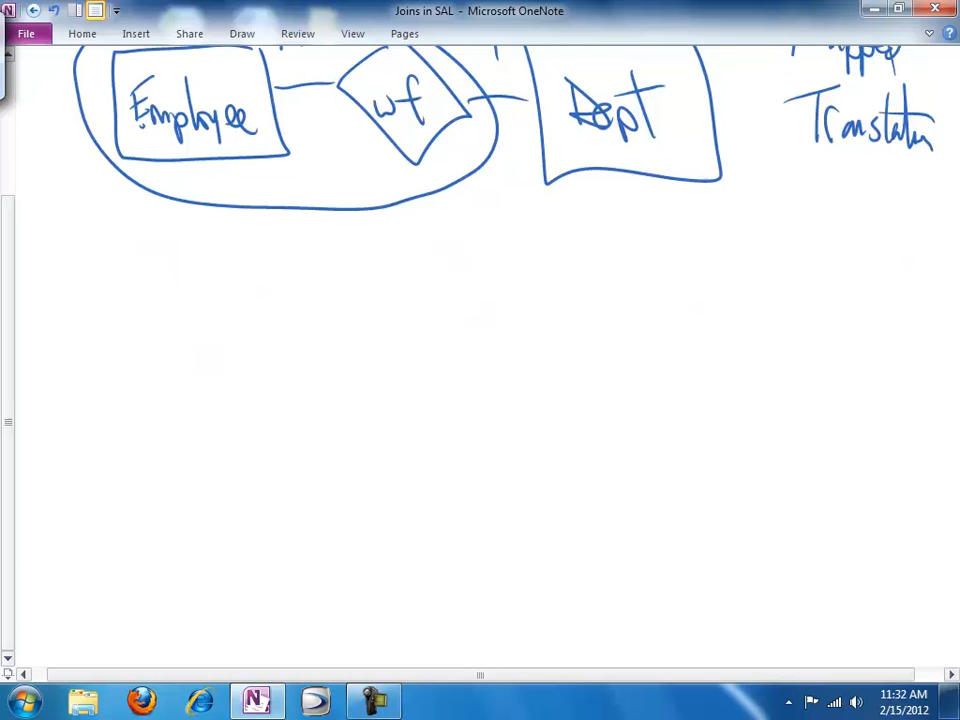 Joins in SAL - Microsoft OneNote
File Home Insert Share Draw View Review Pages
Employee wf Dept
Translation
11:32 AM
2/15/2012